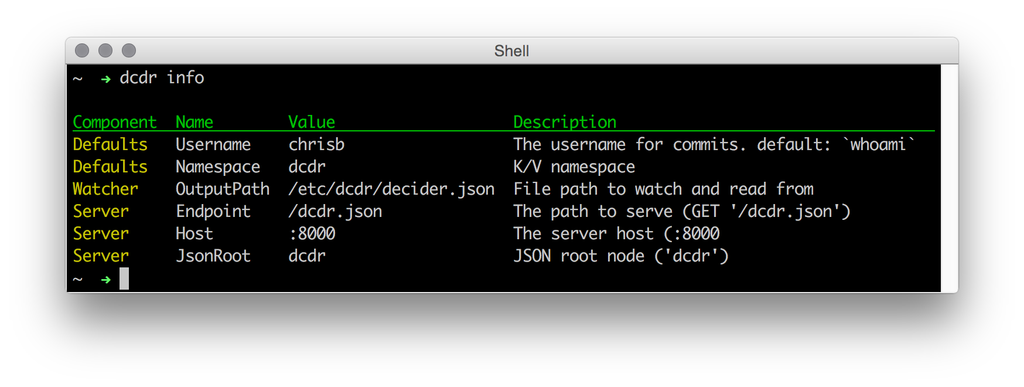 Shell
~ → dcdr info
Component Name Value Description
Defaults Username chrisb The username for commits. default: `whoami`
Defaults Namespace dcdr K/V namespace
Watcher OutputPath /etc/dcdr/decider.json File path to watch and read from
Server Endpoint /dcdr.json The path to serve (GET '/dcdr.json')
Server Host :8000 The server host (:8000
Server JsonRoot dcdr JSON root node ('dcdr')
~ →